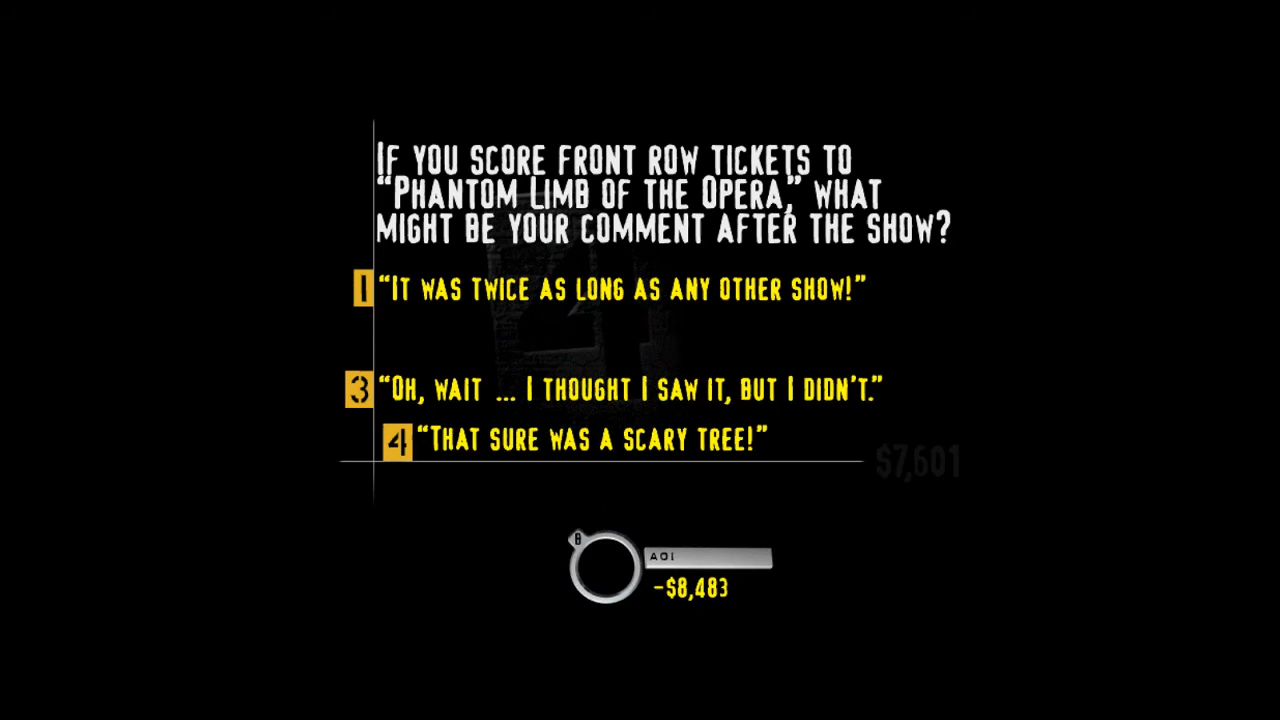 If you score front row tickets to
“Phantom Limb of the Opera,” what
might be your comment after the show?
1 “It was twice as long as any other show!”
3 “Oh, wait ... I thought I saw it, but I didn’t.”
4 “That sure was a scary tree!”
$7,601
B
AOI
-$8,483